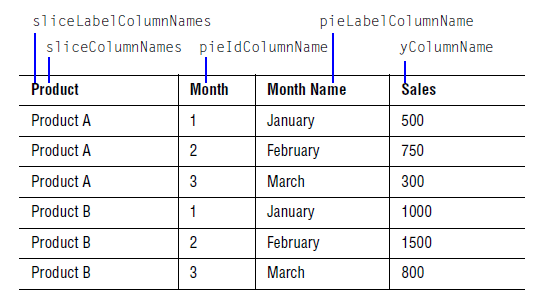 sliceLabelColumnNames pieLabelColumnName
sliceColumnNames pieIdColumnName yColumnName
Product Month Month Name Sales
Product A 1 January 500
Product A 2 February 750
Product A 3 March 300
Product B 1 January 1000
Product B 2 February 1500
Product B 3 March 800